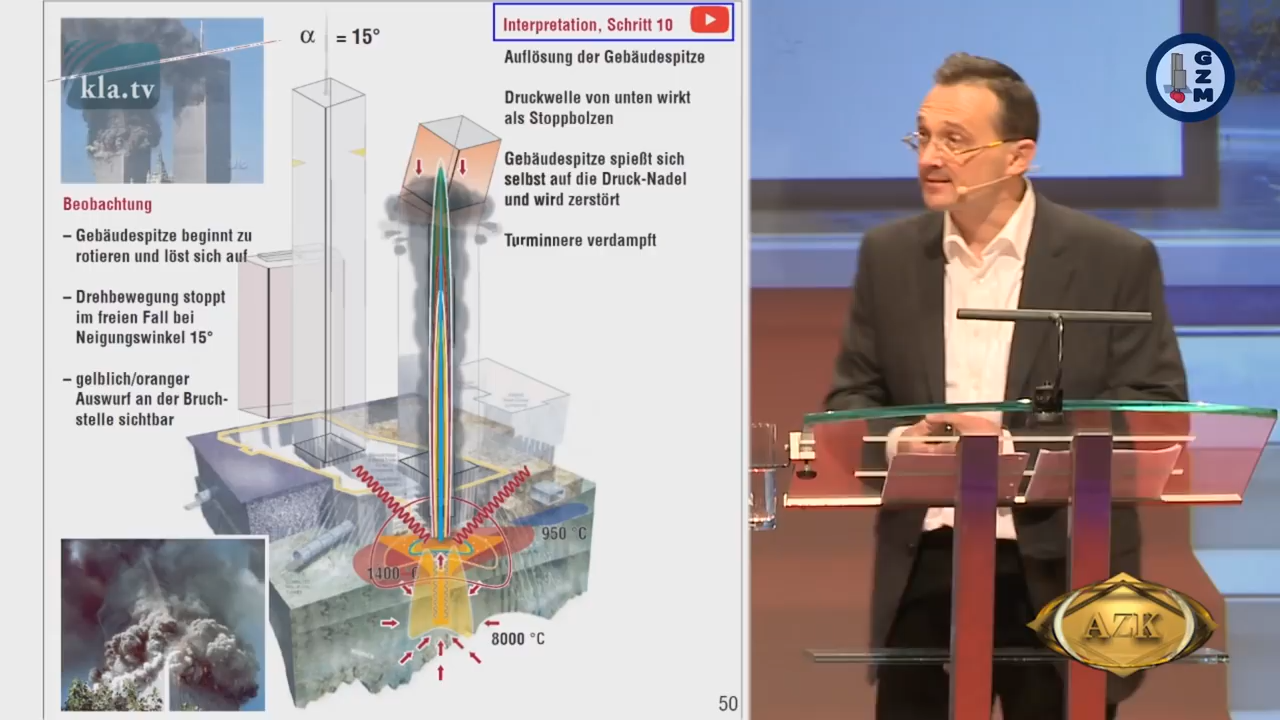 kla.tv
α = 15°
Interpretation, Schritt 10
Auflösung der Gebäudespitze
Druckwelle von unten wirkt
als Stoppbolzen
Gebäudespitze spießt sich
selbst auf die Druck-Nadel
und wird zerstört
Turminnere verdampft
Beobachtung
– Gebäudespitze beginnt zu
rotieren und löst sich auf
– Drehbewegung stoppt
im freien Fall bei
Neigungswinkel 15°
– gelblich/oranger
Auswurf an der Bruch-
stelle sichtbar
950 °C
1400 °C
8000 °C
50
GZM
AZK